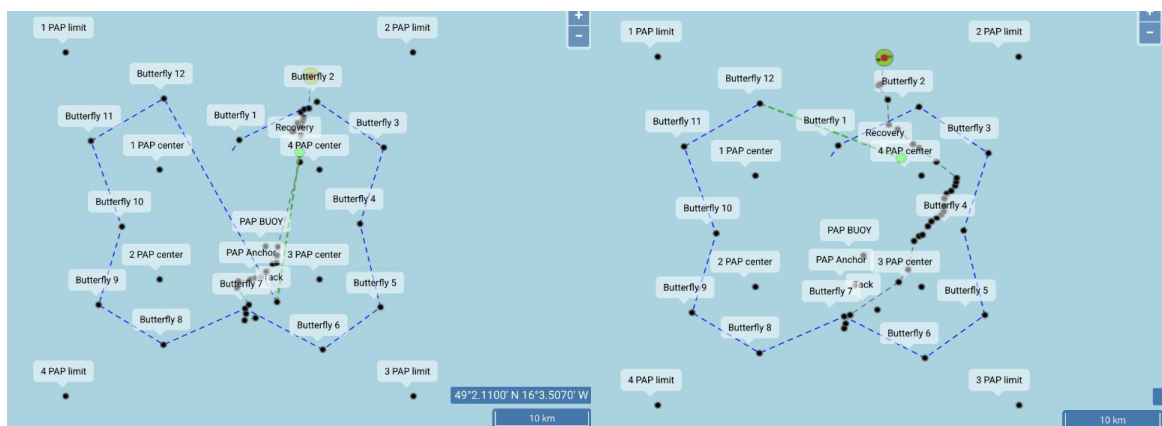 1 PAP limit
2 PAP limit
+
−
Butterfly 12
Butterfly 2
Butterfly 11
Butterfly 1
Recovery
Butterfly 3
1 PAP center
4 PAP center
Butterfly 10
Butterfly 4
PAP BUOY
2 PAP center
PAP Anchor
3 PAP center
Tack
Butterfly 9
Butterfly 7
Butterfly 5
Butterfly 8
Butterfly 6
4 PAP limit
3 PAP limit
49°2.1100' N 16°3.5070' W
10 km
1 PAP limit
2 PAP limit
+
−
Butterfly 12
Butterfly 2
Butterfly 11
Butterfly 1
Recovery
Butterfly 3
1 PAP center
4 PAP center
Butterfly 10
Butterfly 4
PAP BUOY
2 PAP center
PAP Anchor
3 PAP center
Tack
Butterfly 9
Butterfly 7
Butterfly 5
Butterfly 8
Butterfly 6
4 PAP limit
3 PAP limit
10 km